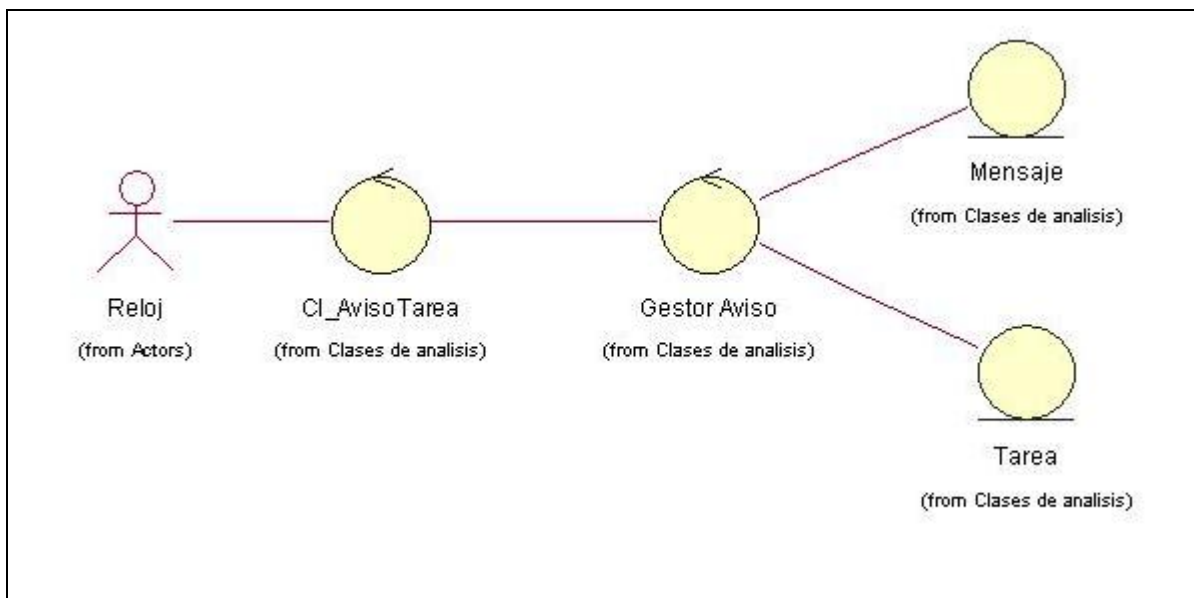 Mensaje
(from Clases de analisis)
Reloj
(from Actors)
CI_AvisoTarea
(from Clases de analisis)
Gestor Aviso
(from Clases de analisis)
Tarea
(from Clases de analisis)